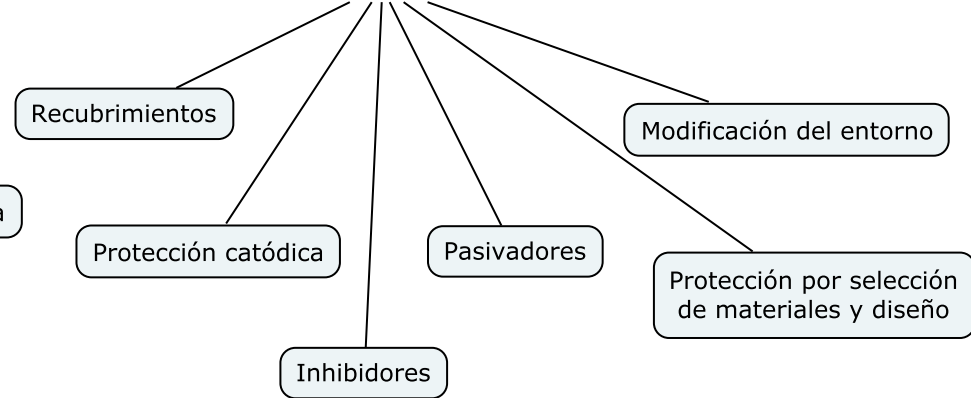 Recubrimientos
Modificación del entorno
a
Protección catódica
Pasivadores
Protección por selección
de materiales y diseño
Inhibidores